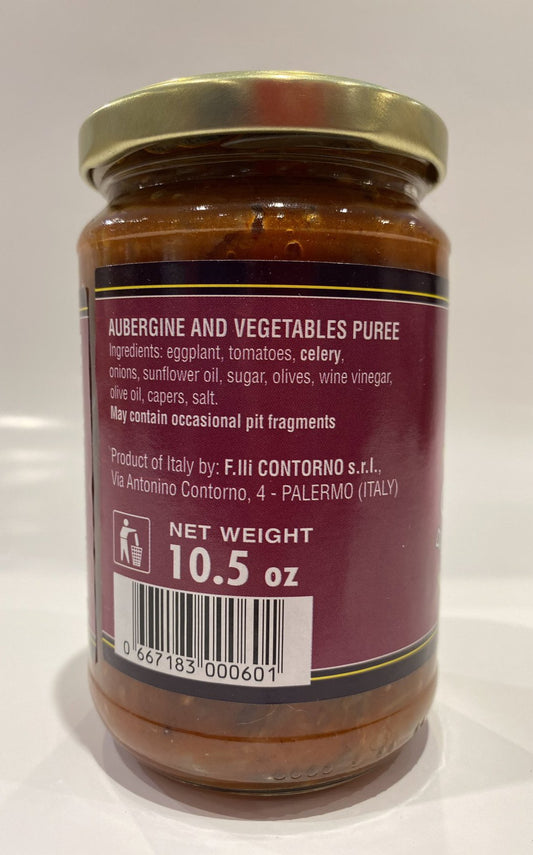 AUBERGINE AND VEGETABLES PUREE
Ingredients: eggplant, tomatoes, celery,
onions, sunflower oil, sugar, olives, wine vinegar,
olive oil, capers, salt.
May contain occasional pit fragments
Product of Italy by: F.lli CONTORNO s.r.l.,
Via Antonino Contorno, 4 - PALERMO (ITALY)
NET WEIGHT
10.5 oz
0 667183 000601